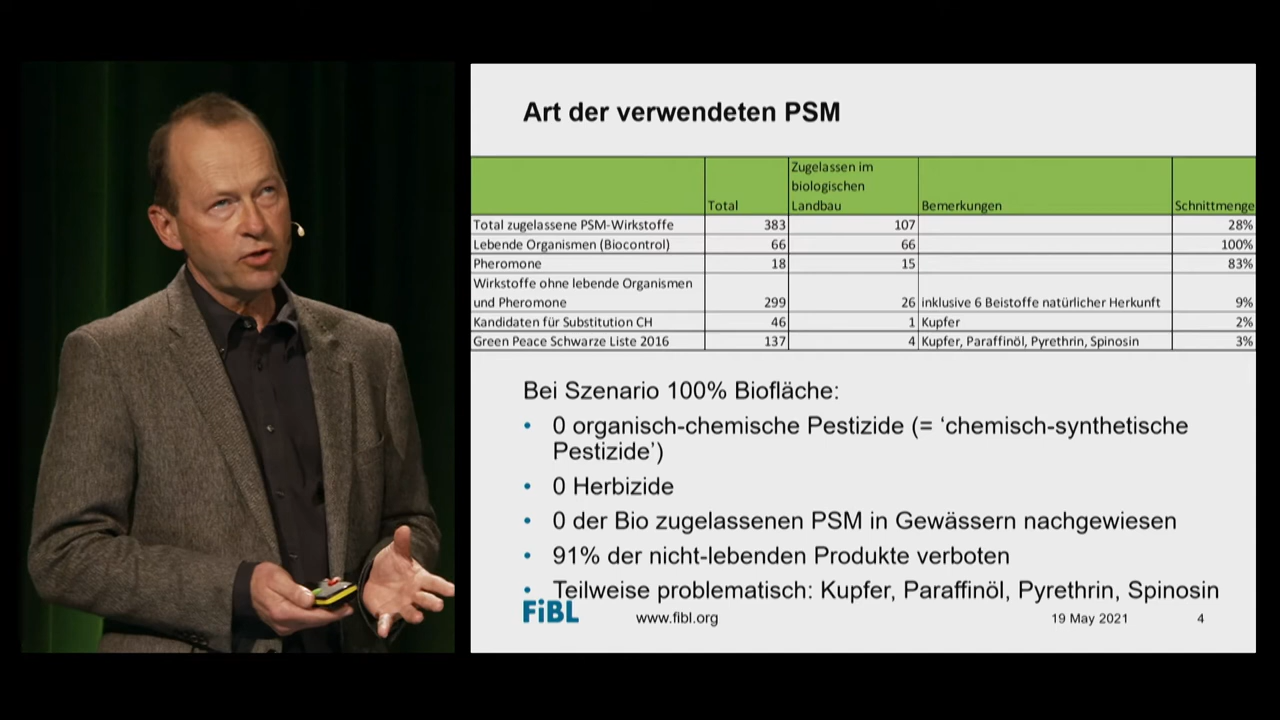 Art der verwendeten PSM
Zugelassen im
biologischen
Total Landbau Bemerkungen Schnittmenge
Total zugelassene PSM-Wirkstoffe 383 107 28%
Lebende Organismen (Biocontrol) 66 66 100%
Pheromone 18 15 83%
Wirkstoffe ohne lebende Organismen
und Pheromone 299 26 inklusive 6 Beistoffe natürlicher Herkunft 9%
Kandidaten für Substitution CH 46 1 Kupfer 2%
Green Peace Schwarze Liste 2016 137 4 Kupfer, Paraffinöl, Pyrethrin, Spinosin 3%
Bei Szenario 100% Biofläche:
• 0 organisch-chemische Pestizide (= ‘chemisch-synthetische
Pestizide’)
• 0 Herbizide
• 0 der Bio zugelassenen PSM in Gewässern nachgewiesen
• 91% der nicht-lebenden Produkte verboten
• Teilweise problematisch: Kupfer, Paraffinöl, Pyrethrin, Spinosin
FiBL www.fibl.org 19 May 2021 4